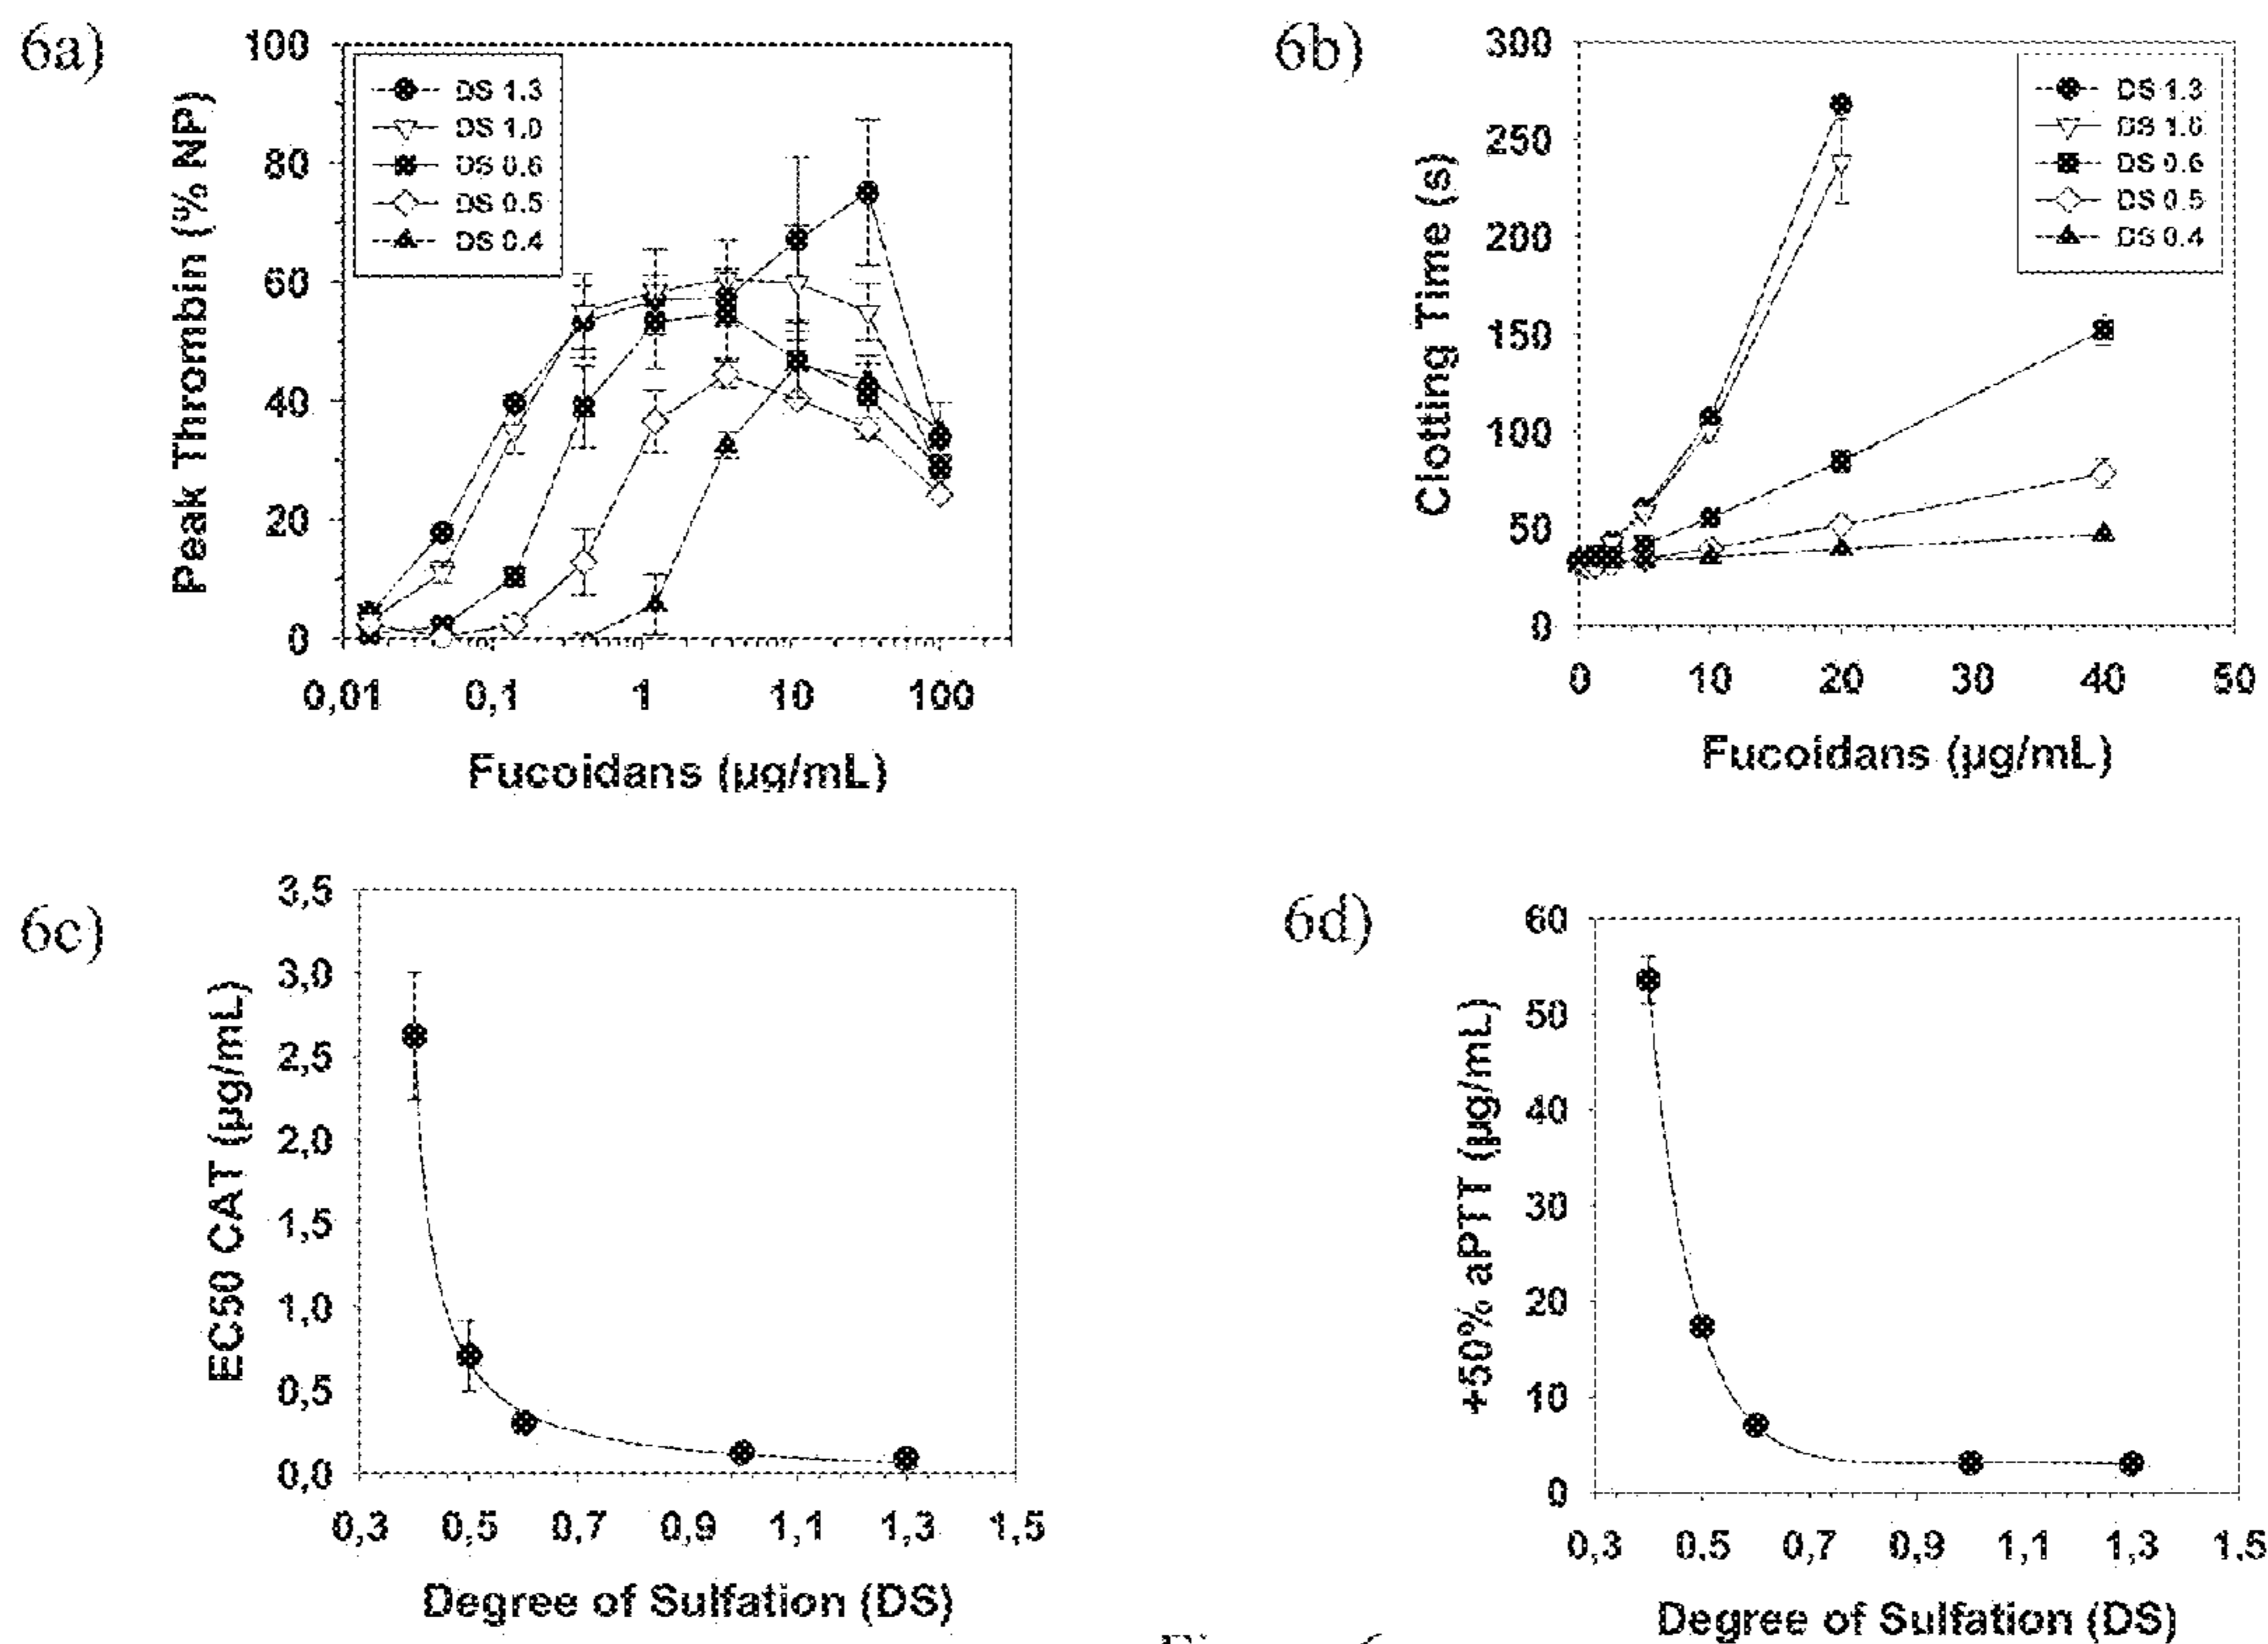 6a)
Peak Thrombin (% NP)
100
80
60
40
20
0
DS 1.3
DS 1.0
DS 0.6
DS 0.5
DS 0.4
0,01 0,1 1 10 100
Fucoidans (µg/mL)
6b)
Clotting Time (s)
300
250
200
150
100
50
0
DS 1.3
DS 1.0
DS 0.6
DS 0.5
DS 0.4
0 10 20 30 40 50
Fucoidans (µg/mL)
6c)
EC50 CAT (µg/mL)
3,5
3,0
2,5
2,0
1,5
1,0
0,5
0,0
0,3 0,5 0,7 0,9 1,1 1,3 1,5
Degree of Sulfation (DS)
6d)
+50% aPTT (µg/mL)
60
50
40
30
20
10
0
0,3 0,5 0,7 0,9 1,1 1,3 1,5
Degree of Sulfation (DS)